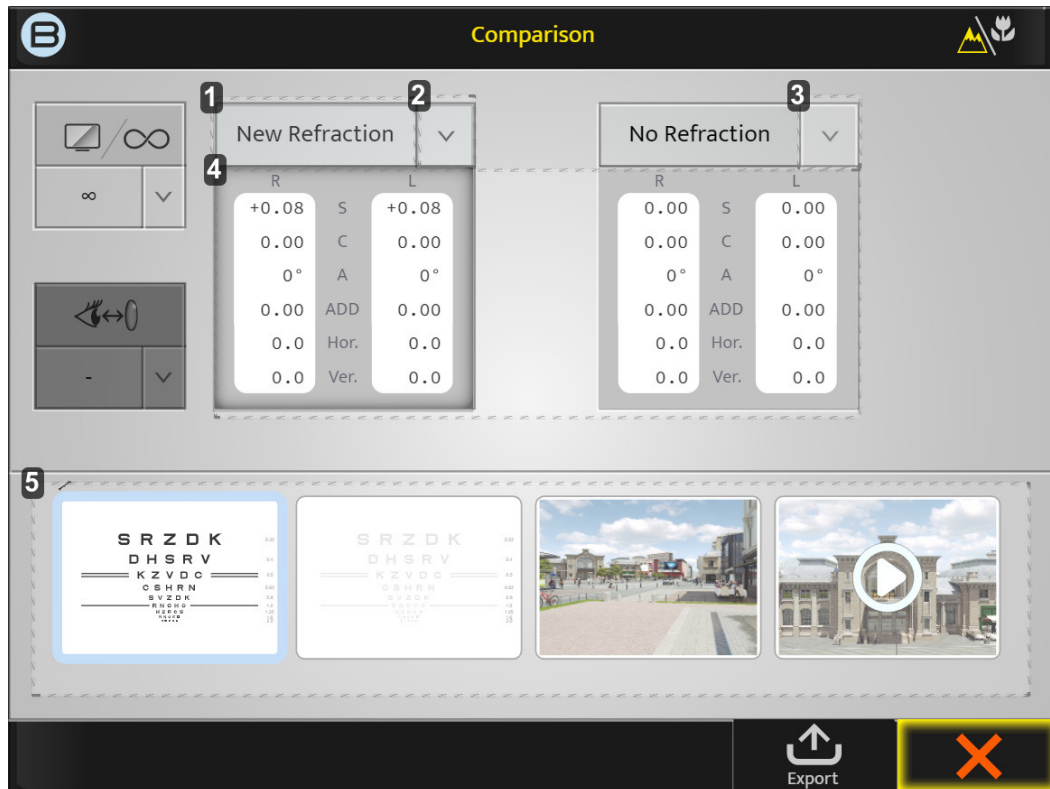 B
Comparison
1
2
3
New Refraction
No Refraction
∞
∞
4
R L
+0.08 S +0.08
0.00 C 0.00
0° A 0°
0.00 ADD 0.00
0.0 Hor. 0.0
0.0 Ver. 0.0
-
R L
0.00 S 0.00
0.00 C 0.00
0° A 0°
0.00 ADD 0.00
0.0 Hor. 0.0
0.0 Ver. 0.0
5
S R Z D K
D H S R V
K Z V D C
C S H R N
S V Z D K
S R Z D K
D H S R V
K Z V D C
C S H R N
S V Z D K
Export